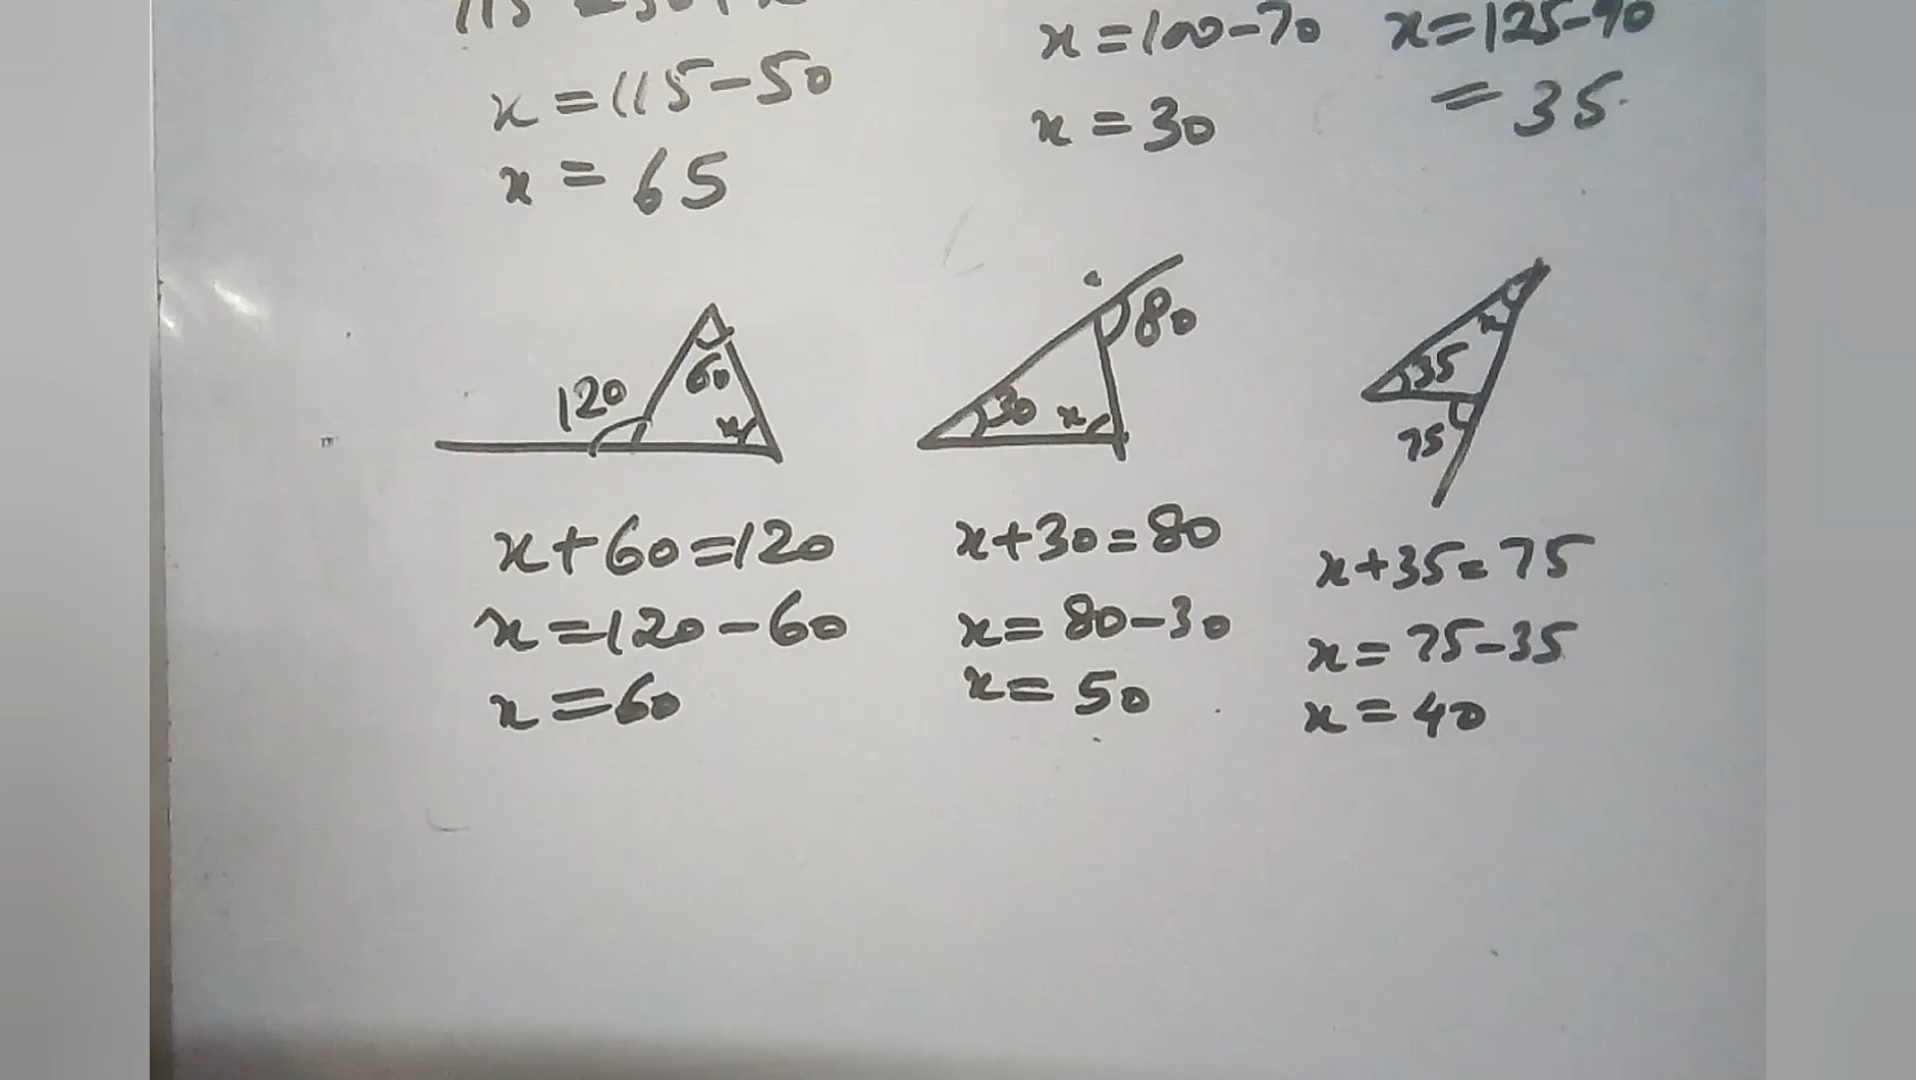 x=115-50
x=65
x=100-70
x=30
x=125-90
=35
120
60
x
30
x
80
35
x
75
x+60=120
x=120-60
x=60
x+30=80
x=80-30
x=50
x+35=75
x=75-35
x=40